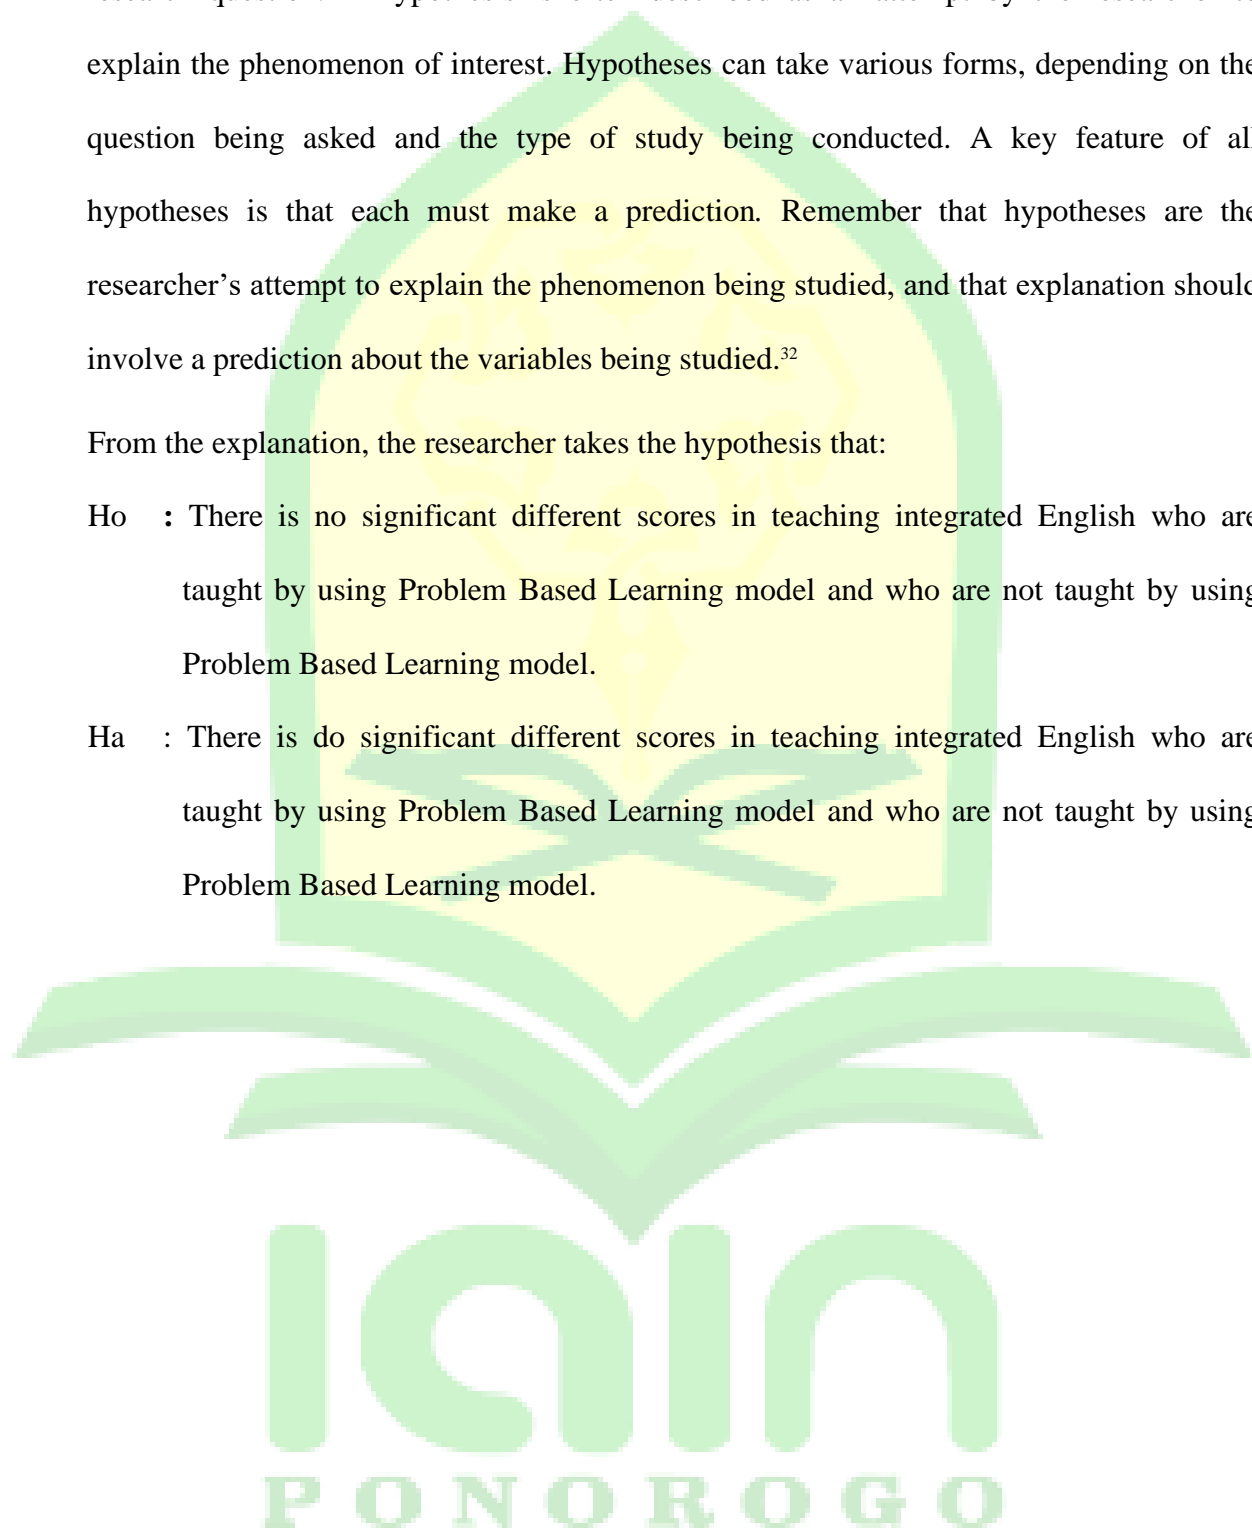 explain the phenomenon of interest. Hypotheses can take various forms, depending on the
question being asked and the type of study being conducted. A key feature of all
hypotheses is that each must make a prediction. Remember that hypotheses are the
researcher’s attempt to explain the phenomenon being studied, and that explanation should
involve a prediction about the variables being studied.32
From the explanation, the researcher takes the hypothesis that:
Ho : There is no significant different scores in teaching integrated English who are
taught by using Problem Based Learning model and who are not taught by using
Problem Based Learning model.
Ha : There is do significant different scores in teaching integrated English who are
taught by using Problem Based Learning model and who are not taught by using
Problem Based Learning model.
iain
PONOROGO